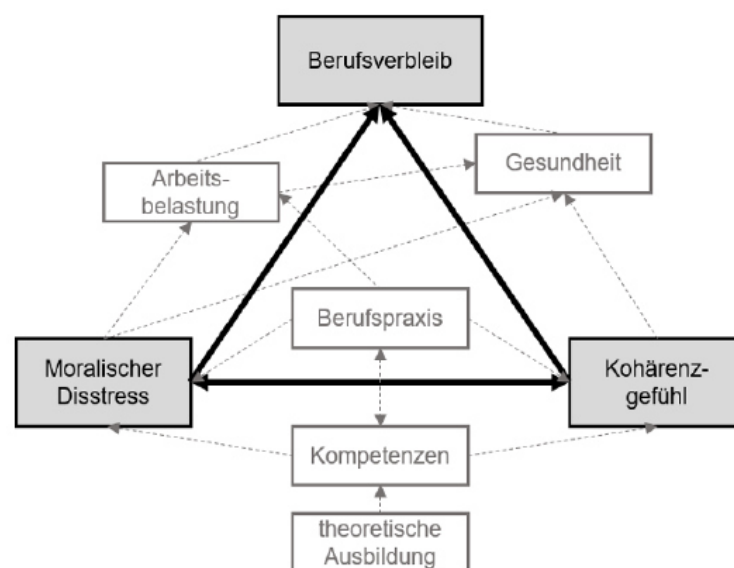 Berufsverbleib
Arbeits-
belastung
Gesundheit
Berufspraxis
Moralischer
Disstress
Kohärenz-
gefühl
Kompetenzen
theoretische
Ausbildung